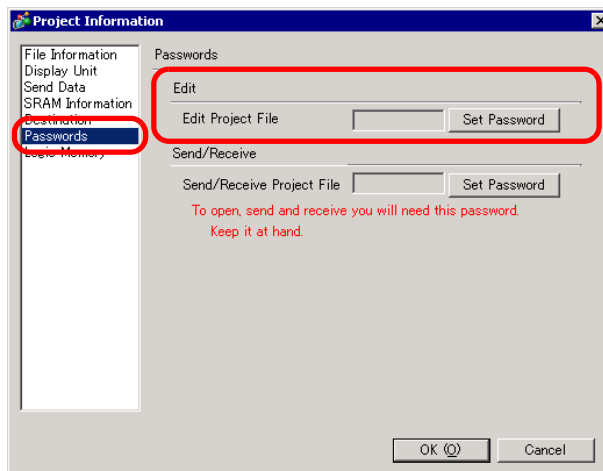 Project Information
File Information
Display Unit
Send Data
SRAM Information
Destination
Passwords
Logic Memory
Passwords
Edit
Edit Project File
Set Password
Send/Receive
Send/Receive Project File
Set Password
To open, send and receive you will need this password.
Keep it at hand.
OK (O)
Cancel